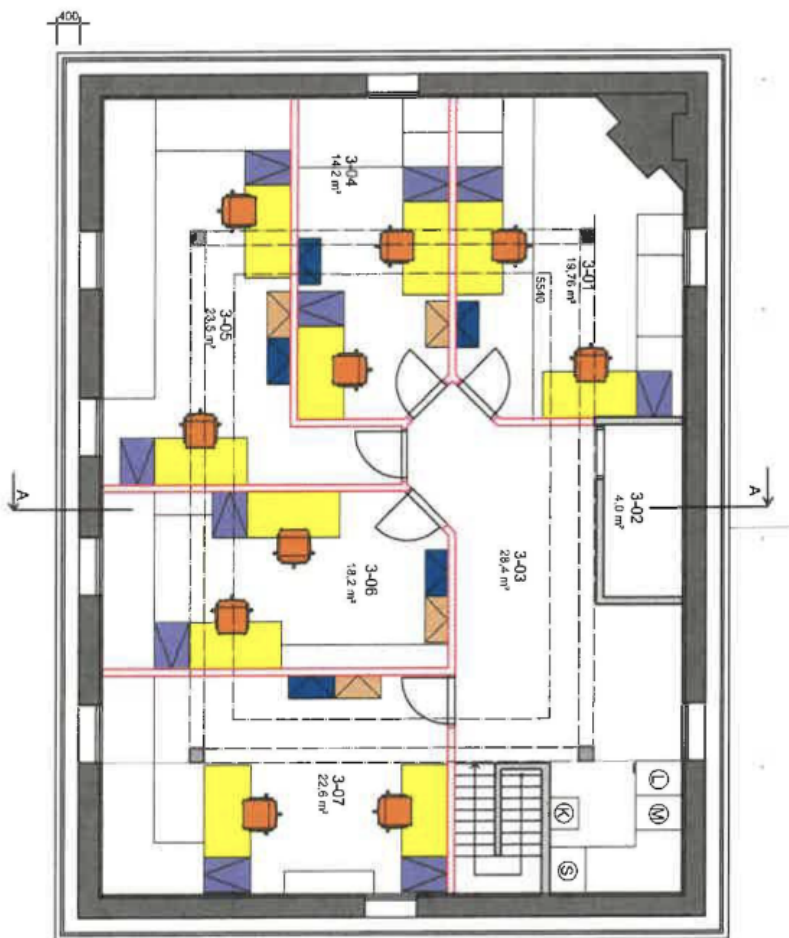 400
3-04
14,2 m²
3-01
19,76 m²
5540
3-05
23,5 m²
A
A
3-02
4,0 m²
3-03
28,4 m²
3-06
18,2 m²
3-07
22,6 m²
L
K
M
S